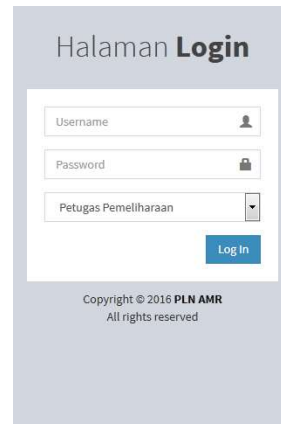 Halaman Login
Username
Password
Petugas Pemeliharaan
Log In
Copyright © 2016 PLN AMR
All rights reserved